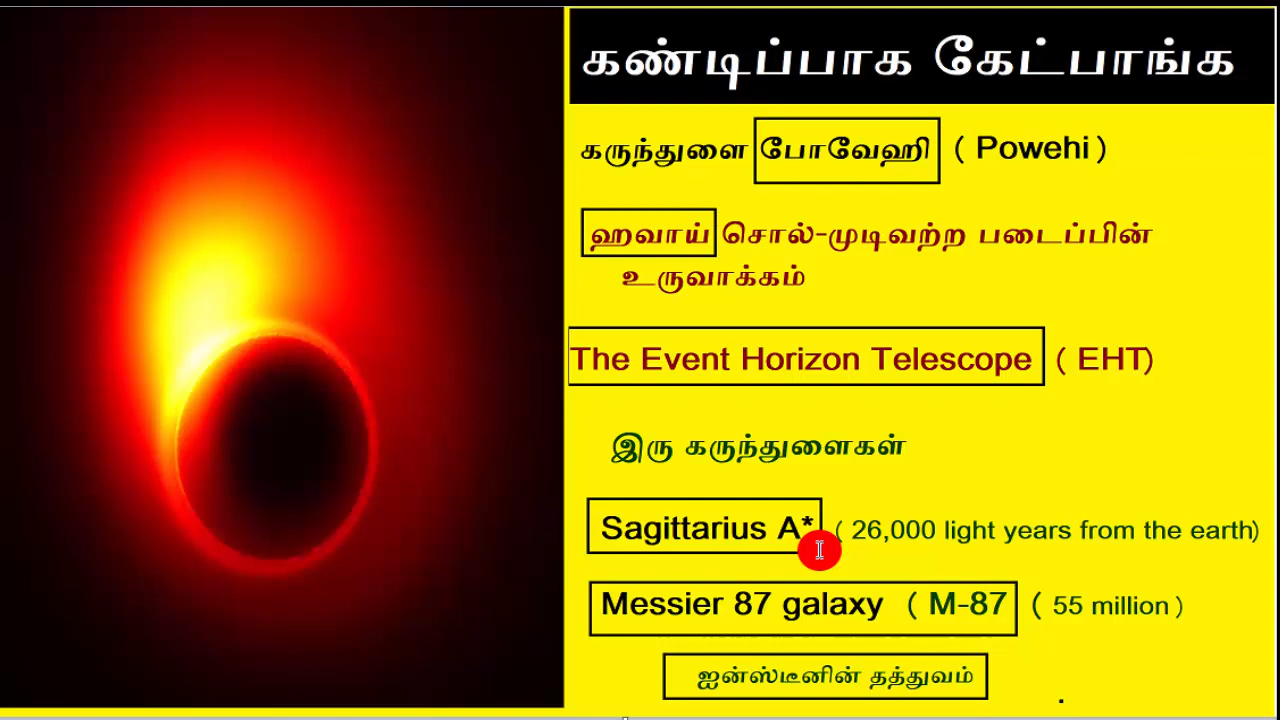 கண்டிப்பாக கேட்பாங்க
கருந்துளை போவேஹி ( Powehi )
ஹவாய் சொல்-முடிவற்ற படைப்பின்
உருவாக்கம்
The Event Horizon Telescope ( EHT)
இரு கருந்துளைகள்
Sagittarius A* ( 26,000 light years from the earth)
Messier 87 galaxy ( M-87 ( 55 million )
ஐன்ஸ்டீனின் தத்துவம்